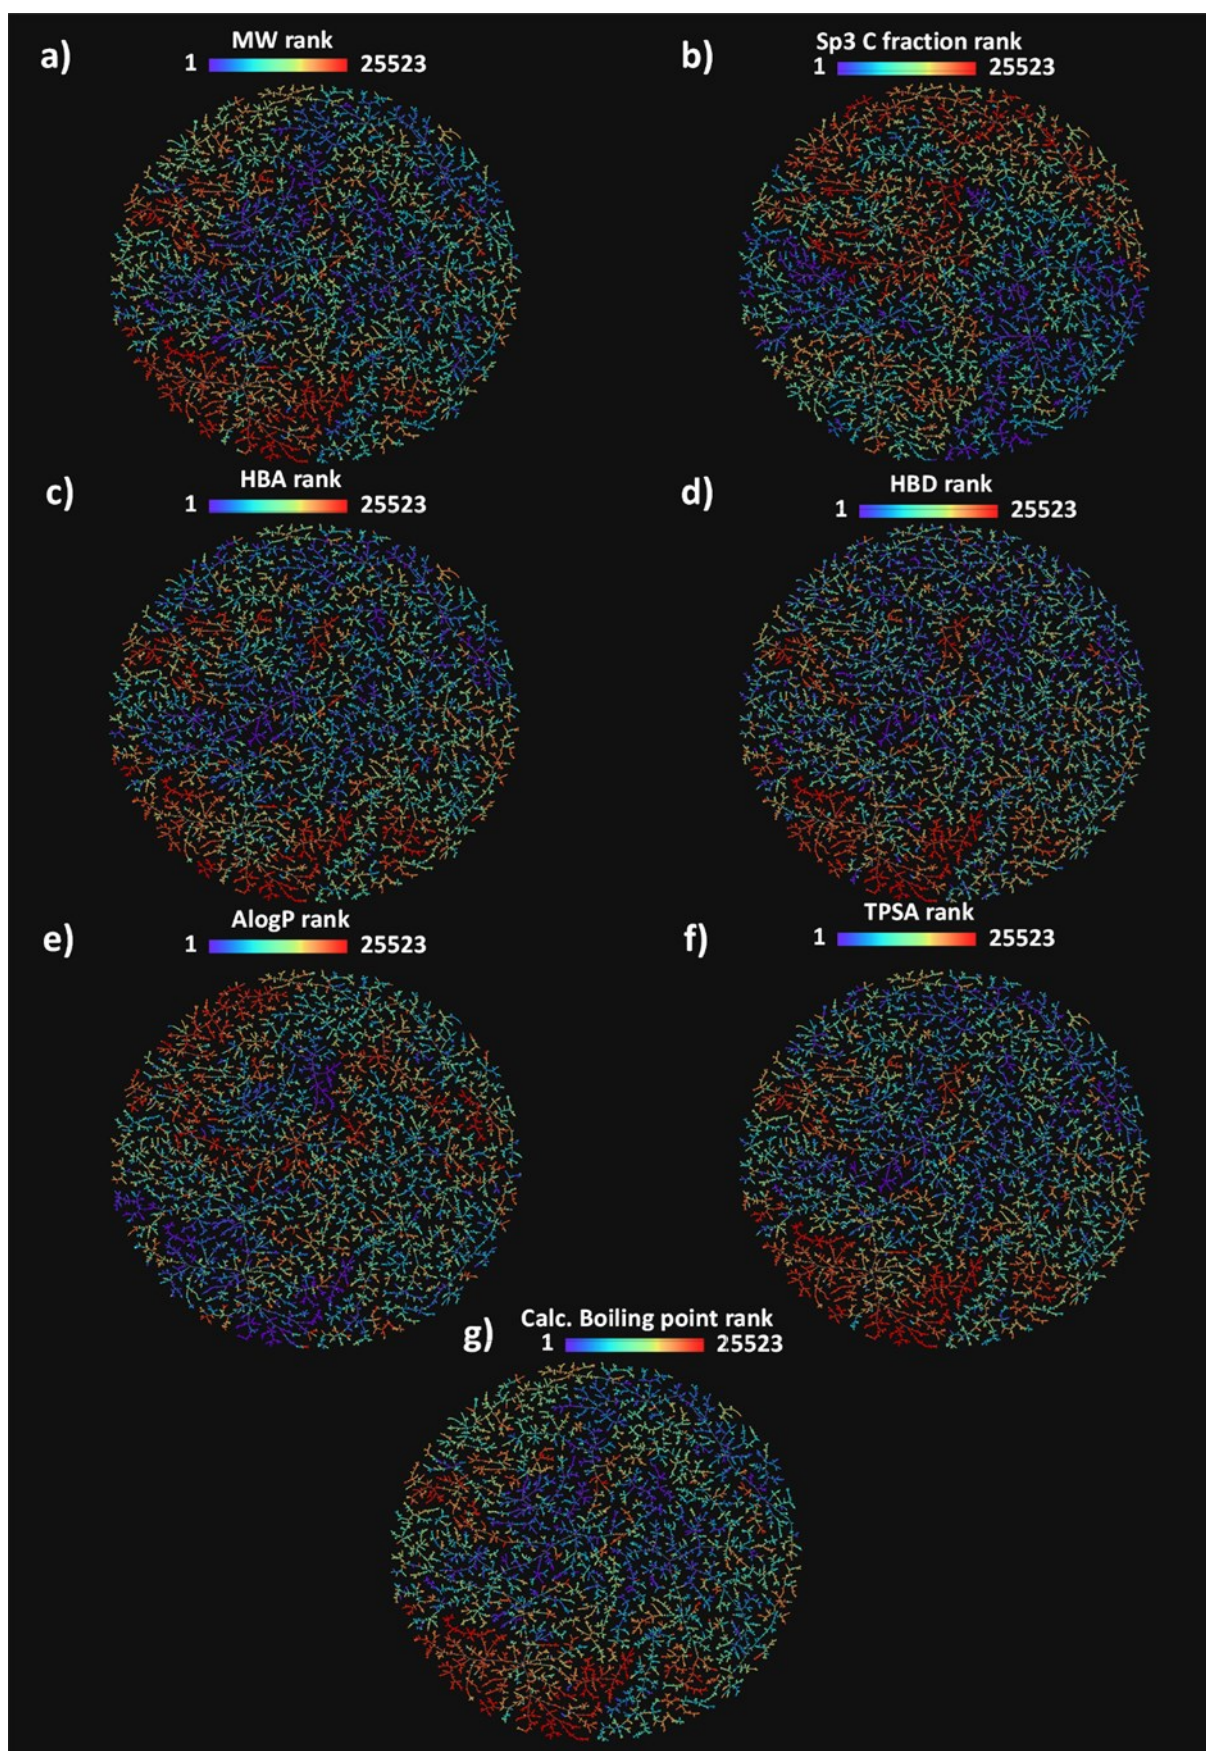 a)
MW rank
1 25523
b)
Sp3 C fraction rank
1 25523
c)
HBA rank
1 25523
d)
HBD rank
1 25523
e)
AlogP rank
1 25523
f)
TPSA rank
1 25523
g)
Calc. Boiling point rank
1 25523